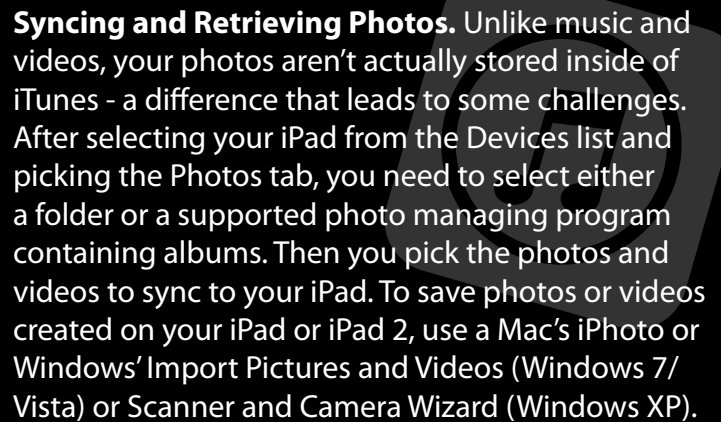 Syncing and Retrieving Photos. Unlike music and
videos, your photos aren’t actually stored inside of
iTunes - a difference that leads to some challenges.
After selecting your iPad from the Devices list and
picking the Photos tab, you need to select either
a folder or a supported photo managing program
containing albums. Then you pick the photos and
videos to sync to your iPad. To save photos or videos
created on your iPad or iPad 2, use a Mac’s iPhoto or
Windows’ Import Pictures and Videos (Windows 7/
Vista) or Scanner and Camera Wizard (Windows XP).